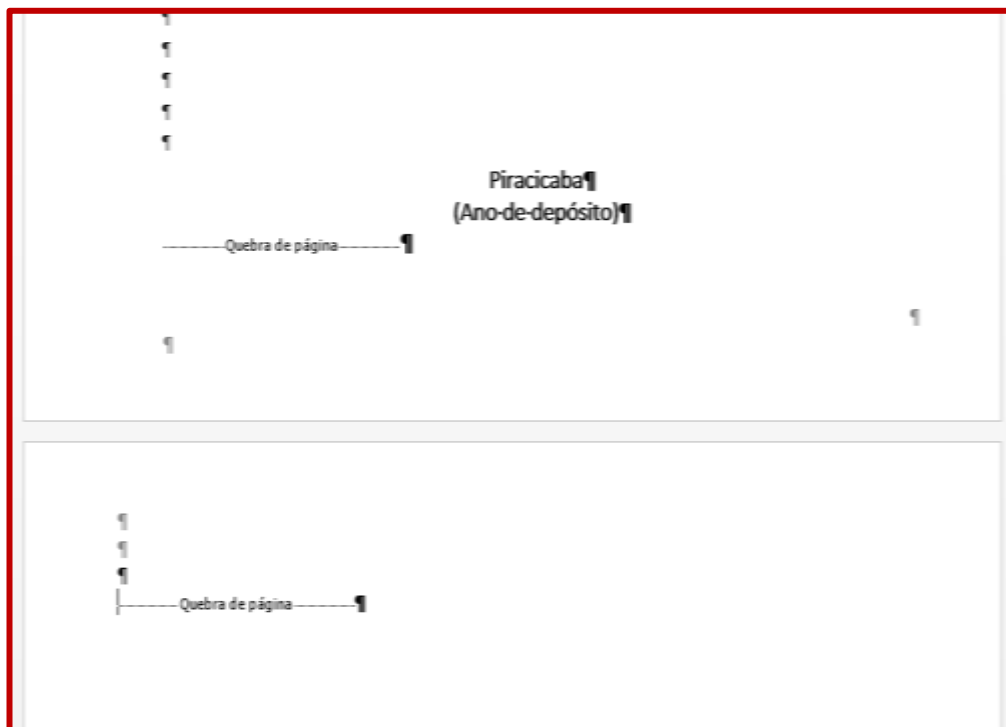 ¶
¶
¶
¶
¶
Piracicaba¶
(Ano-de-depósito)¶
Quebra de página¶
¶
¶
¶
¶
¶
Quebra de página¶